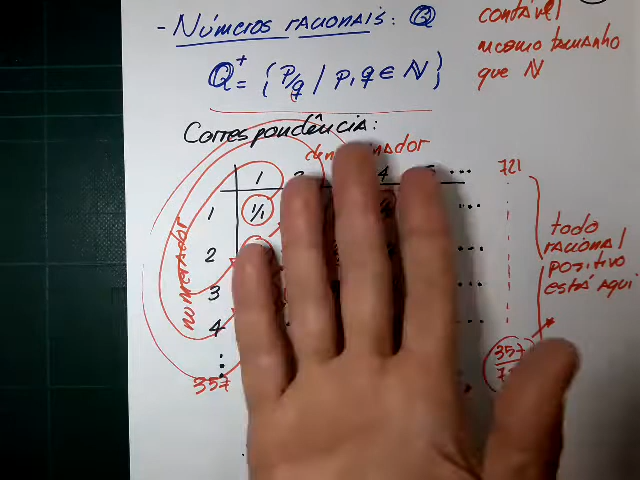 - Números racionais: ℚ
contável
mesmo tamanho
que ℕ
ℚ⁺ = { p/q | p, q ∈ ℕ }
Correspondência:
1 4 ... 721
numerador
1 1/1 ...
2 ...
3
4 ...
⋮
357
357
todo
racional
positivo
está aqui